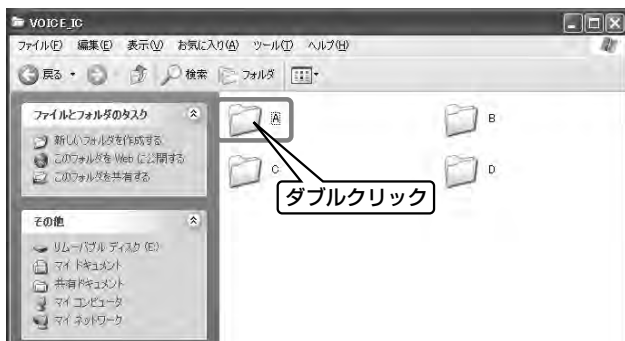 VOICE_IC
ファイル(F) 編集(E) 表示(V) お気に入り(A) ツール(T) ヘルプ(H)
戻る 検索 フォルダ
ファイルとフォルダのタスク
新しいフォルダを作成する
このフォルダを Web に公開する
このフォルダを共有する
その他
リムーバブル ディスク (E:)
マイ ドキュメント
共有ドキュメント
マイ コンピュータ
マイ ネットワーク
A B
C D
ダブルクリック